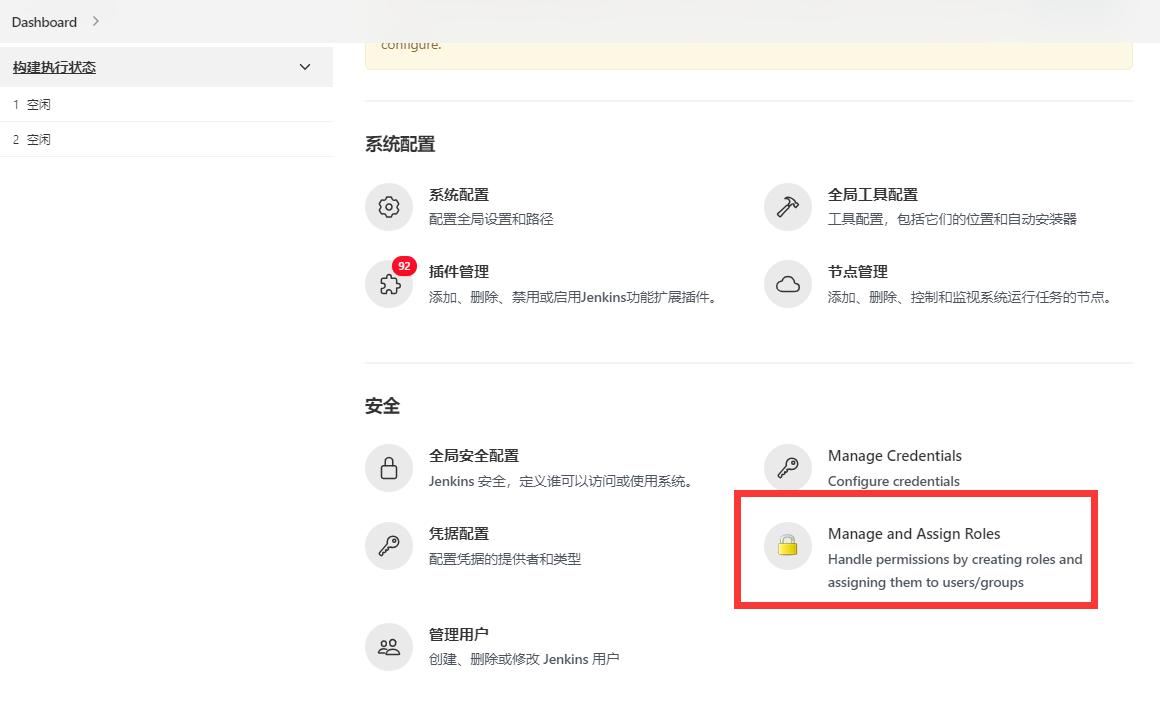 Dashboard
构建执行状态
1 空闲
2 空闲
configure.
系统配置
系统配置
配置全局设置和路径
全局工具配置
工具配置，包括它们的位置和自动安装器
92
插件管理
添加、删除、禁用或启用Jenkins功能扩展插件。
节点管理
添加、删除、控制和监视系统运行任务的节点。
安全
全局安全配置
Jenkins 安全，定义谁可以访问或使用系统。
Manage Credentials
Configure credentials
凭据配置
配置凭据的提供者和类型
Manage and Assign Roles
Handle permissions by creating roles and
assigning them to users/groups
管理用户
创建、删除或修改 Jenkins 用户